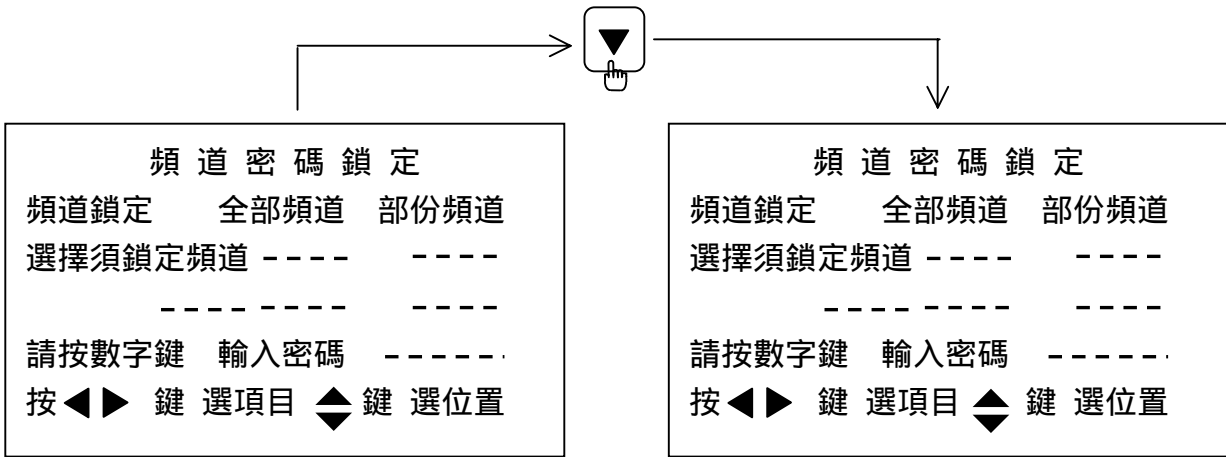 頻道密碼鎖定
頻道鎖定 全部頻道 部份頻道
選擇須鎖定頻道 ---- ----
---- ---- ----
請按數字鍵 輸入密碼 ------
按◀▶ 鍵 選項目 ▲▼鍵 選位置
頻道密碼鎖定
頻道鎖定 全部頻道 部份頻道
選擇須鎖定頻道 ---- ----
---- ---- ----
請按數字鍵 輸入密碼 ------
按◀▶ 鍵 選項目 ▲▼ 鍵 選位置